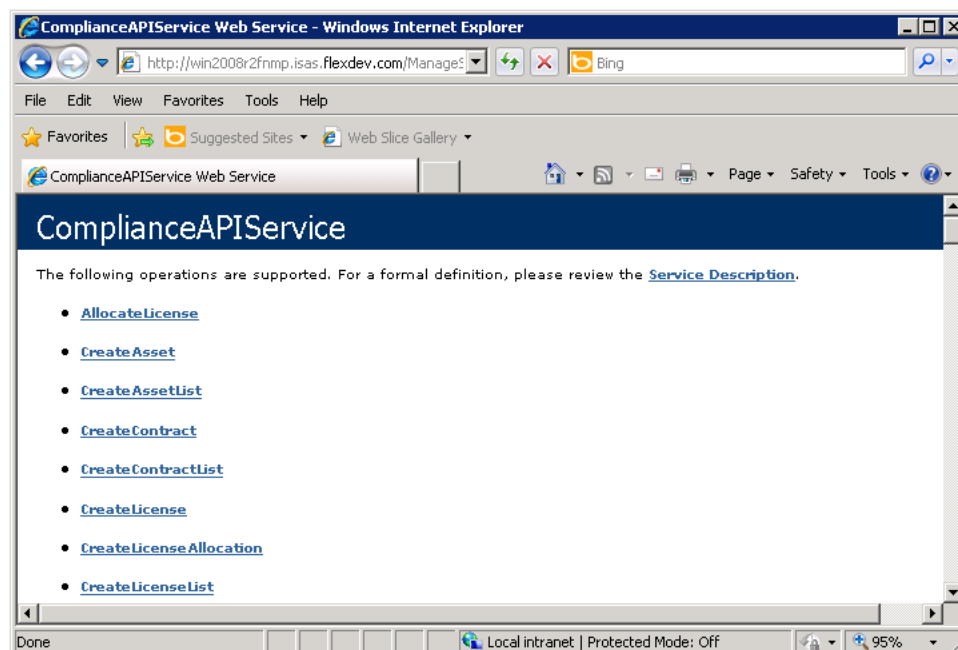 ComplianceAPIService Web Service - Windows Internet Explorer
http://win2008r2fnmp.isas.flexdev.com/ManageS
Bing
File Edit View Favorites Tools Help
Favorites Suggested Sites Web Slice Gallery
ComplianceAPIService Web Service Page Safety Tools
ComplianceAPIService
The following operations are supported. For a formal definition, please review the Service Description.
AllocateLicense
CreateAsset
CreateAssetList
CreateContract
CreateContractList
CreateLicense
CreateLicenseAllocation
CreateLicenseList
Done Local intranet | Protected Mode: Off 95%